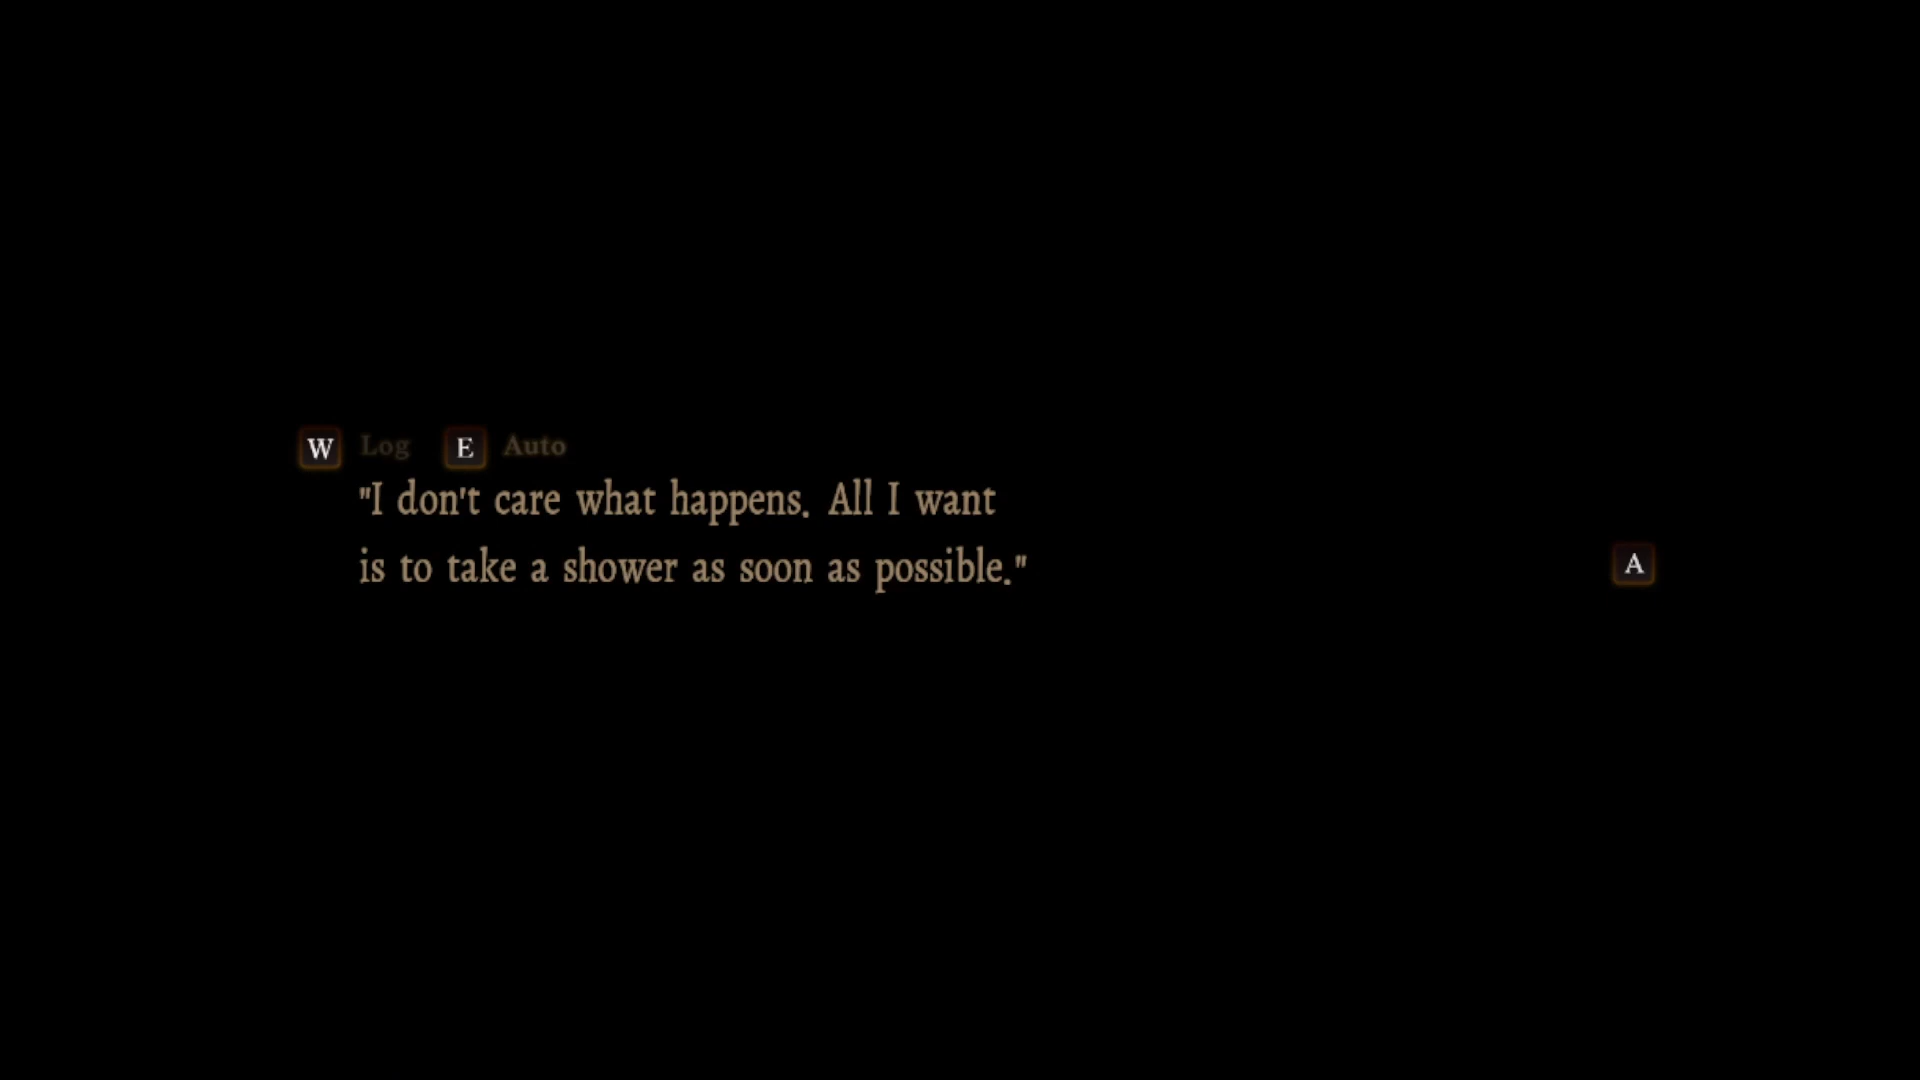 W Log E Auto
"I don't care what happens. All I want
is to take a shower as soon as possible."
A